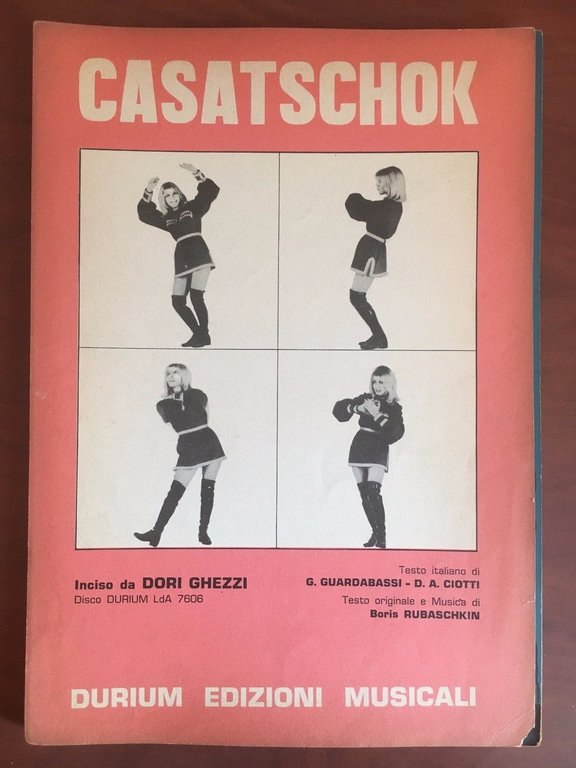 CASATSCHOK
Inciso da DORI GHEZZI
Disco DURIUM LdA 7606
Testo italiano di
G. GUARDABASSI - D. A. CIOTTI
Testo originale e Musica di
Boris RUBASCHKIN
DURIUM EDIZIONI MUSICALI